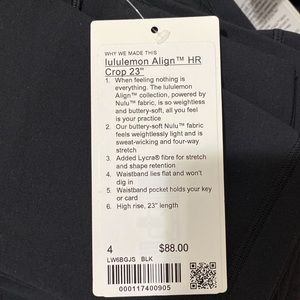 WHY WE MADE THIS
lululemon Align™ HR
Crop 23"
1. When feeling nothing is
everything. The lululemon
Align™ collection, powered by
Nulu™ fabric, is so weightless
and buttery-soft, all you feel
is your practice
2. Our buttery-soft Nulu™ fabric
feels weightlessly light and is
sweat-wicking and four-way
stretch
3. Added Lycra® fibre for stretch
and shape retention
4. Waistband lies flat and won't
dig in
5. Waistband pocket holds your key
or card
6. High rise, 23" length
4 $88.00
LW6BGJS BLK
000117400905